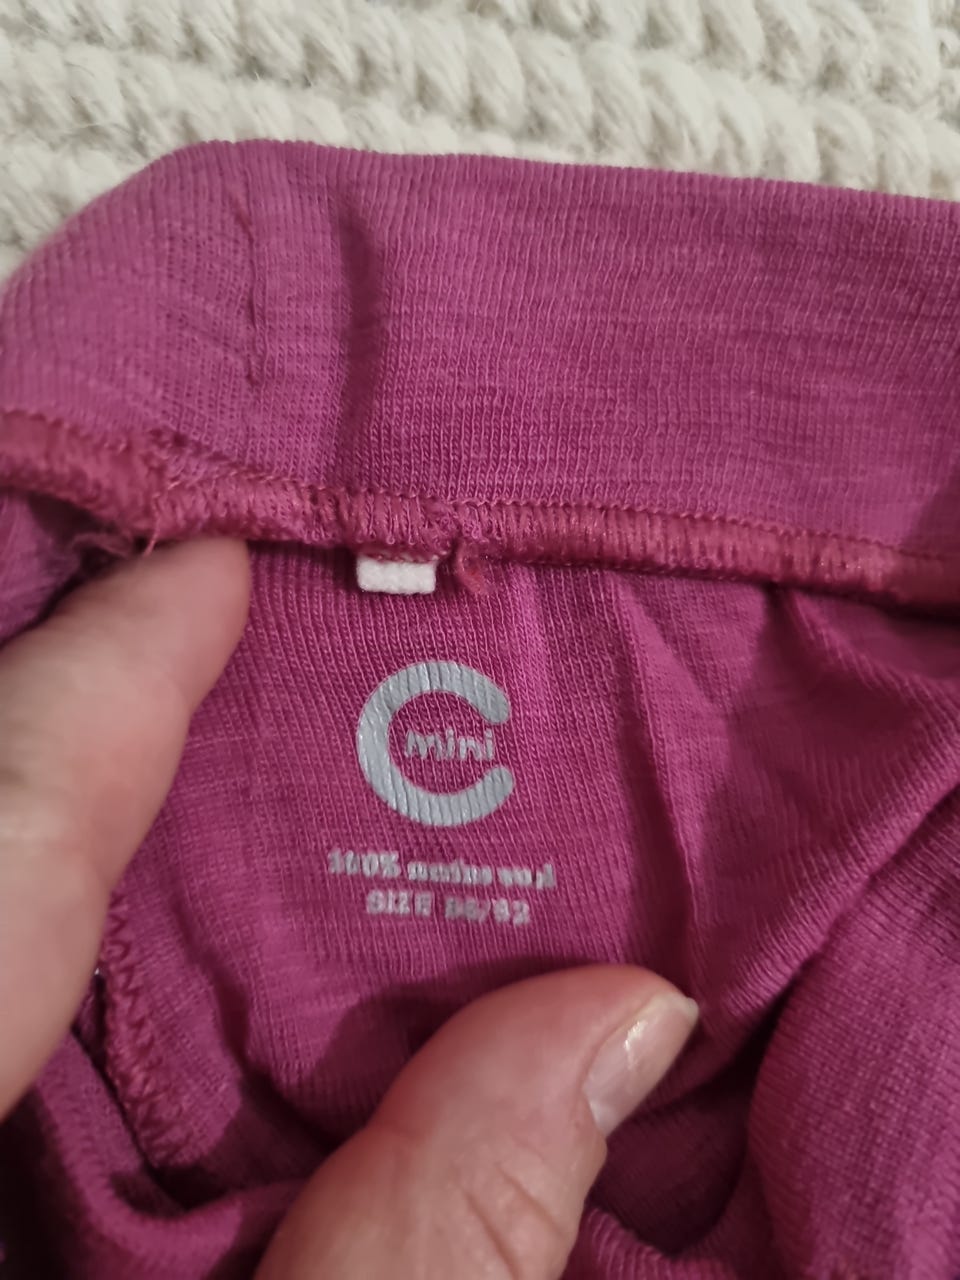 mini
100% merino wool
SIZE 86/92